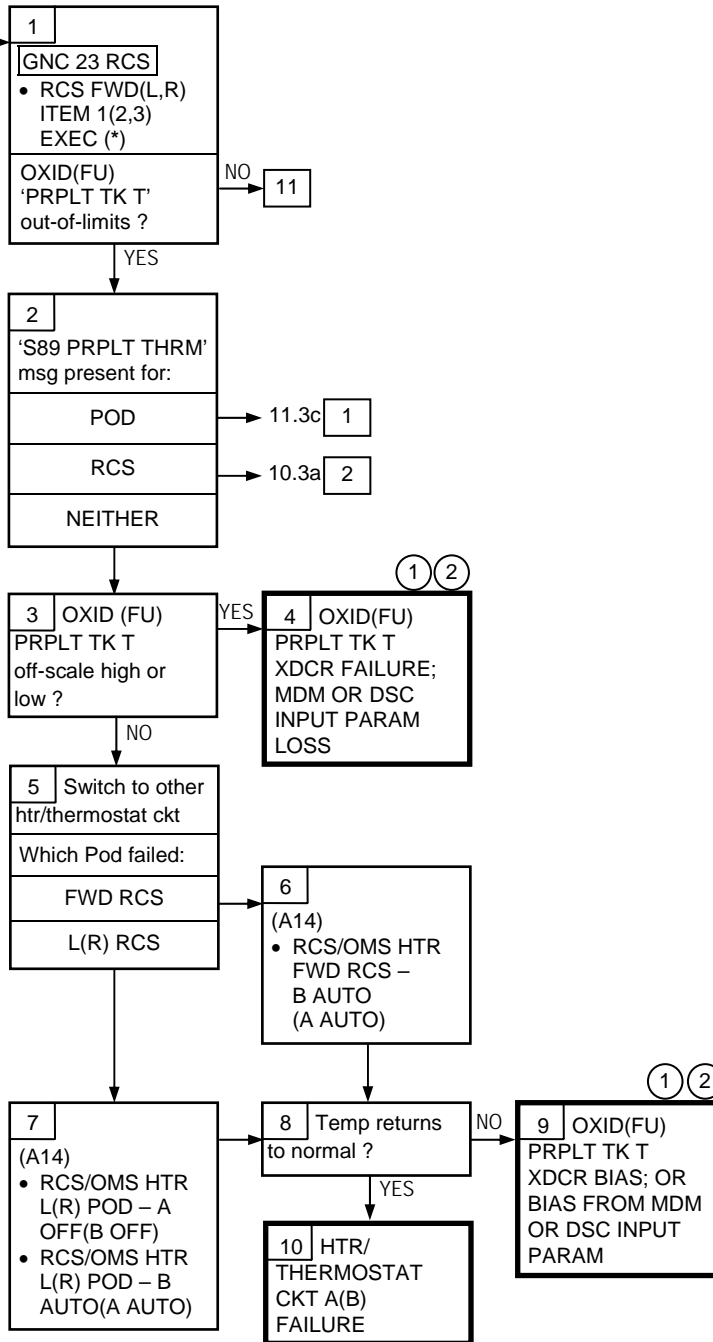 1
GNC 23 RCS
• RCS FWD(L,R)
ITEM 1(2,3)
EXEC (*)
OXID(FU)
‘PRPLT TK T’
out-of-limits ?
NO
11
YES
2
‘S89 PRPLT THRM’
msg present for:
POD
11.3c 1
RCS
10.3a 2
NEITHER
3 OXID (FU)
PRPLT TK T
off-scale high or
low ?
YES
1 2
4 OXID(FU)
PRPLT TK T
XDCR FAILURE;
MDM OR DSC
INPUT PARAM
LOSS
NO
5 Switch to other
htr/thermostat ckt
Which Pod failed:
FWD RCS
L(R) RCS
6
(A14)
• RCS/OMS HTR
FWD RCS –
B AUTO
(A AUTO)
7
(A14)
• RCS/OMS HTR
L(R) POD – A
OFF(B OFF)
• RCS/OMS HTR
L(R) POD – B
AUTO(A AUTO)
8 Temp returns
to normal ?
NO
1 2
9 OXID(FU)
PRPLT TK T
XDCR BIAS; OR
BIAS FROM MDM
OR DSC INPUT
PARAM
YES
10 HTR/
THERMOSTAT
CKT A(B)
FAILURE